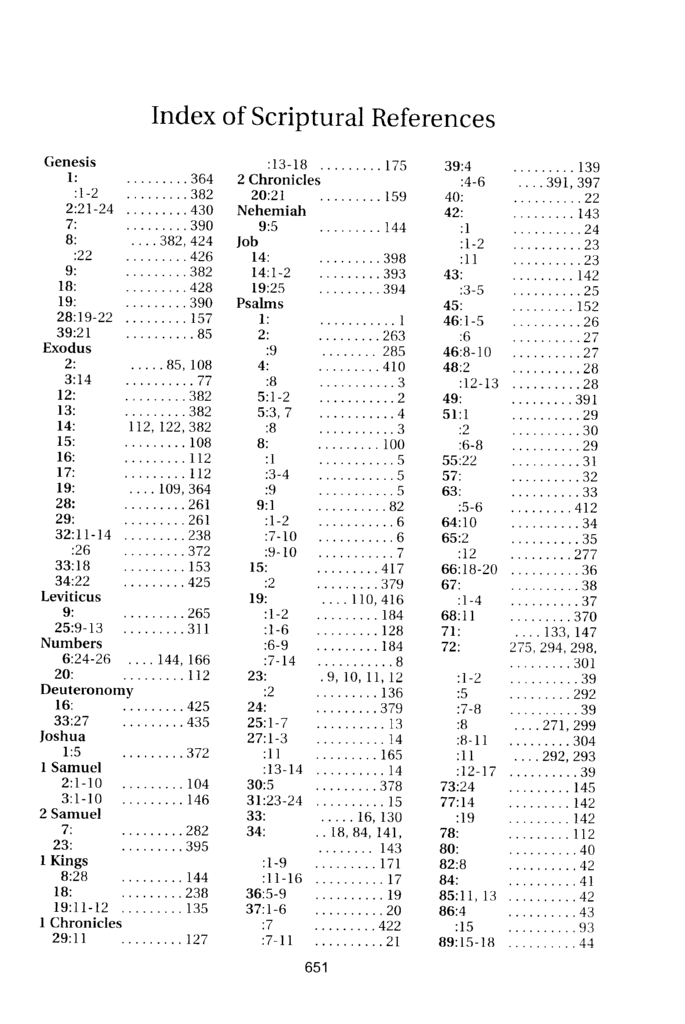 Index of Scriptural References
Genesis
1: ......... 364
:1-2 ......... 382
2:21-24 ......... 430
7: ......... 390
8: .... 382, 424
:22 ......... 426
9: ......... 382
18: ......... 428
19: ......... 390
28:19-22 ......... 157
39:21 .......... 85
Exodus
2: ..... 85, 108
3:14 .......... 77
12: ......... 382
13: ......... 382
14: 112, 122, 382
15: ......... 108
16: ......... 112
17: ......... 112
19: .... 109, 364
28: ......... 261
29: ......... 261
32:11-14 ......... 238
:26 ......... 372
33:18 ......... 153
34:22 ......... 425
Leviticus
9: ......... 265
25:9-13 ......... 311
Numbers
6:24-26 .... 144, 166
20: ......... 112
Deuteronomy
16: ......... 425
33:27 ......... 435
Joshua
1:5 ......... 372
1 Samuel
2:1-10 ......... 104
3:1-10 ......... 146
2 Samuel
7: ......... 282
23: ......... 395
1 Kings
8:28 ......... 144
18: ......... 238
19:11-12 ......... 135
1 Chronicles
29:11 ......... 127
:13-18 ......... 175
2 Chronicles
20:21 ......... 159
Nehemiah
9:5 ......... 144
Job
14: ......... 398
14:1-2 ......... 393
19:25 ......... 394
Psalms
1: ........... 1
2: ......... 263
:9 ........ 285
4: ......... 410
:8 ........... 3
5:1-2 ........... 2
5:3, 7 ........... 4
:8 ........... 3
8: ......... 100
:1 ........... 5
:3-4 ........... 5
:9 ........... 5
9:1 .......... 82
:1-2 ........... 6
:7-10 ........... 6
:9-10 ........... 7
15: ......... 417
:2 ......... 379
19: .... 110, 416
:1-2 ......... 184
:1-6 ......... 128
:6-9 ......... 184
:7-14 ........... 8
23: . 9, 10, 11, 12
:2 ......... 136
24: ......... 379
25:1-7 .......... 13
27:1-3 .......... 14
:11 ......... 165
:13-14 .......... 14
30:5 ......... 378
31:23-24 .......... 15
33: ..... 16, 130
34: .. 18, 84, 141,
........ 143
:1-9 ......... 171
:11-16 .......... 17
36:5-9 .......... 19
37:1-6 .......... 20
:7 ......... 422
:7-11 .......... 21
39:4 ......... 139
:4-6 .... 391, 397
40: .......... 22
42: ......... 143
:1 .......... 24
:1-2 .......... 23
:11 .......... 23
43: ......... 142
:3-5 .......... 25
45: ......... 152
46:1-5 .......... 26
:6 .......... 27
46:8-10 .......... 27
48:2 .......... 28
:12-13 .......... 28
49: ......... 391
51:1 .......... 29
:2 .......... 30
:6-8 .......... 29
55:22 .......... 31
57: .......... 32
63: .......... 33
:5-6 ......... 412
64:10 .......... 34
65:2 .......... 35
:12 ......... 277
66:18-20 .......... 36
67: .......... 38
:1-4 .......... 37
68:11 ......... 370
71: .... 133, 147
72: 275, 294, 298,
......... 301
:1-2 .......... 39
:5 ......... 292
:7-8 .......... 39
:8 .... 271, 299
:8-11 ......... 304
:11 .... 292, 293
:12-17 .......... 39
73:24 ......... 145
77:14 ......... 142
:19 ......... 142
78: ......... 112
80: .......... 40
82:8 .......... 42
84: .......... 41
85:11, 13 .......... 42
86:4 .......... 43
:15 .......... 93
89:15-18 .......... 44
651